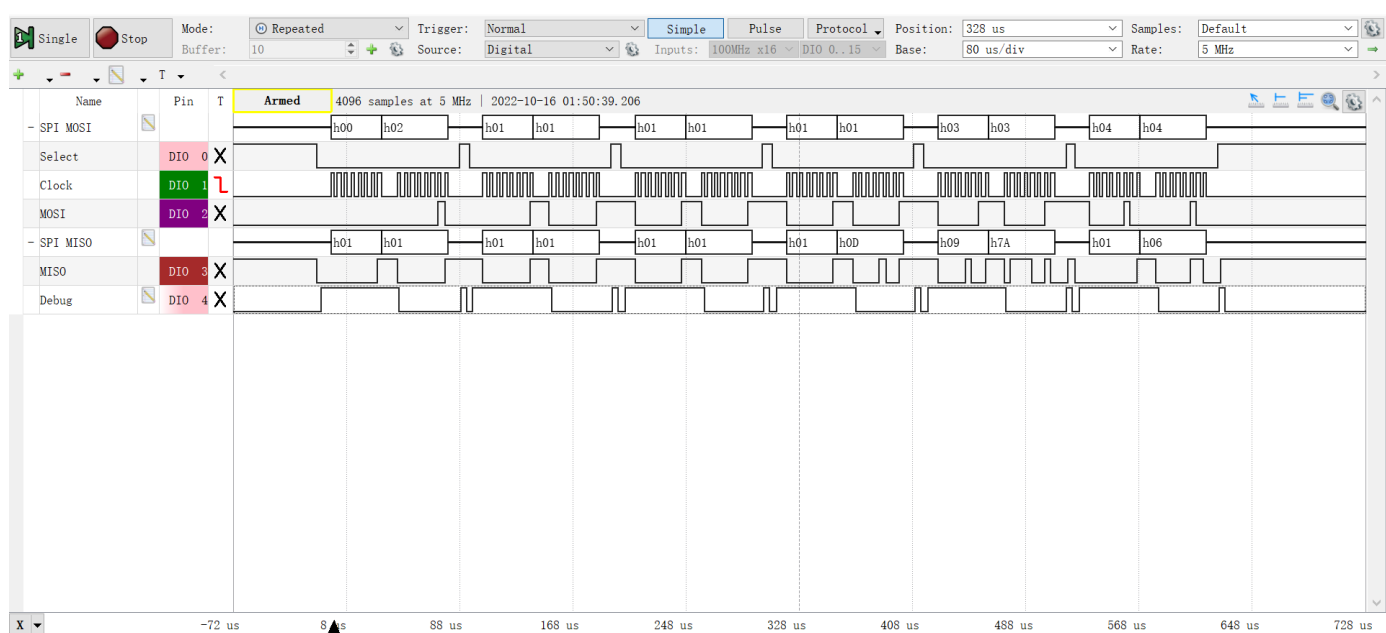 Single Stop Mode: Repeated Trigger: Normal Simple Pulse Protocol Position: 328 us Samples: Default
Buffer: 10 Source: Digital Inputs: 100MHz x16 DIO 0..15 Base: 80 us/div Rate: 5 MHz
T
Name Pin T Armed 4096 samples at 5 MHz | 2022-10-16 01:50:39.206
SPI MOSI h00 h02 h01 h01 h01 h01 h01 h01 h03 h03 h04 h04
Select DIO 0 X
Clock DIO 1
MOSI DIO 2 X
SPI MISO h01 h01 h01 h01 h01 h01 h01 h0D h09 h7A h01 h06
MISO DIO 3 X
Debug DIO 4 X
X -72 us 8 us 88 us 168 us 248 us 328 us 408 us 488 us 568 us 648 us 728 us